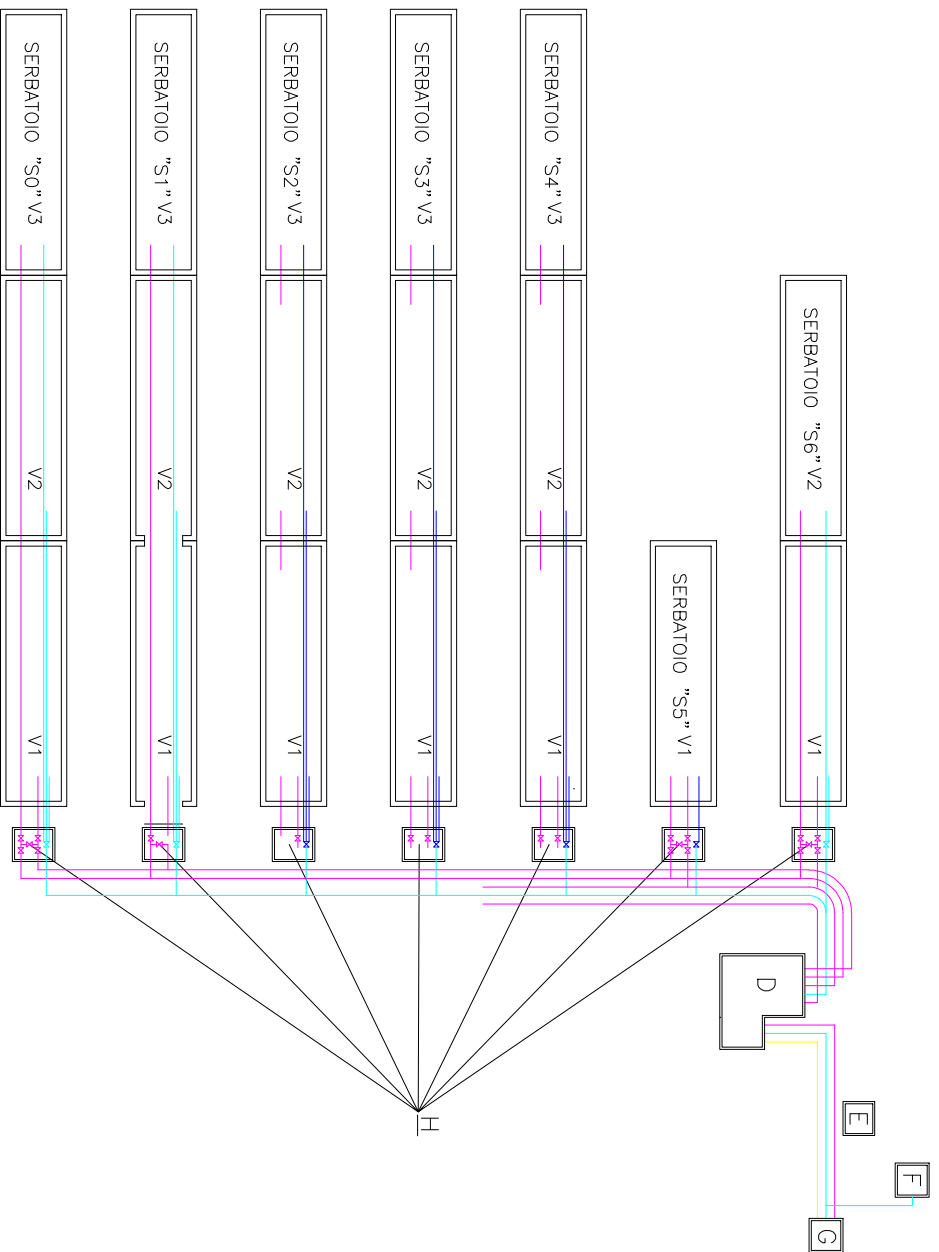 SERBATOIO "S0" V3
V2
V1
SERBATOIO "S1" V3
V2
V1
SERBATOIO "S2" V3
V2
V1
SERBATOIO "S3" V3
V2
V1
SERBATOIO "S4" V3
V2
V1
SERBATOIO "S5" V1
SERBATOIO "S6" V2
V1
D
E
F
G
H